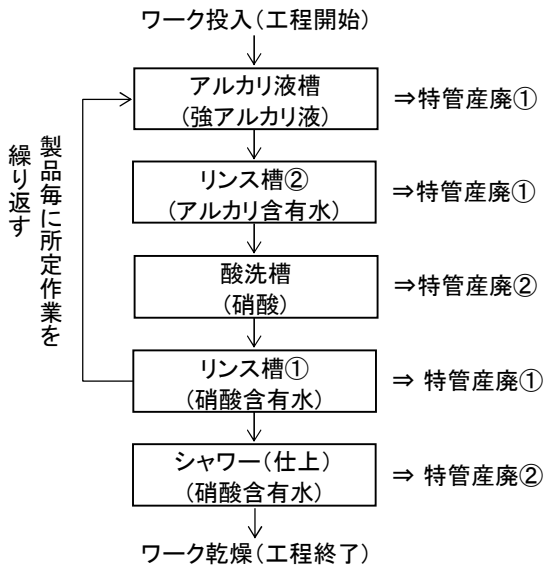 ワーク投入(工程開始)
アルカリ液槽
(強アルカリ液)
⇒特管産廃①
リンス槽②
(アルカリ含有水)
⇒特管産廃①
酸洗槽
(硝酸)
⇒特管産廃②
リンス槽①
(硝酸含有水)
⇒ 特管産廃①
シャワー(仕上)
(硝酸含有水)
⇒ 特管産廃②
ワーク乾燥(工程終了)
製品毎に所定作業を
繰り返す